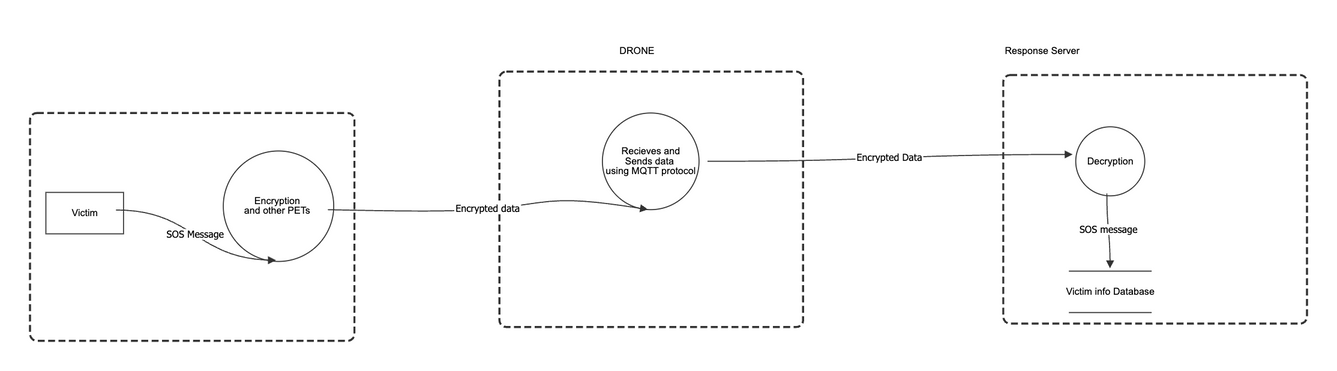 DRONE
Response Server
Victim
SOS Message
Encryption
and other PETs
Encrypted data
Recieves and
Sends data
using MQTT protocol
Encrypted Data
Decryption
SOS message
Victim info Database